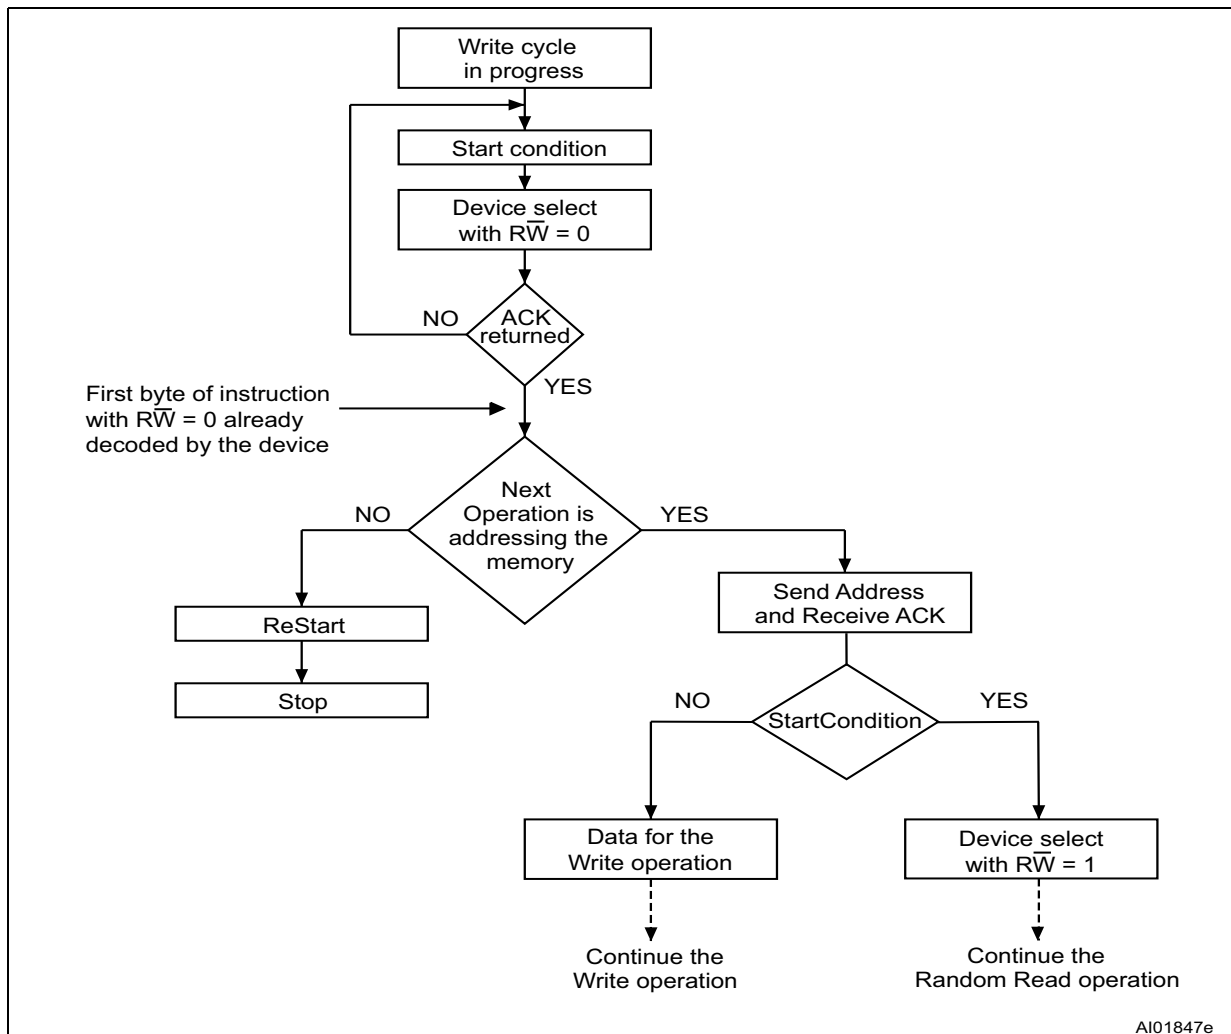 Write cycle
in progress
Start condition
Device select
with RW̅ = 0
ACK
returned
NO
YES
First byte of instruction
with RW̅ = 0 already
decoded by the device
Next
Operation is
addressing the
memory
NO
YES
ReStart
Stop
Send Address
and Receive ACK
StartCondition
NO
YES
Data for the
Write operation
Device select
with RW̅ = 1
Continue the
Write operation
Continue the
Random Read operation
AI01847e